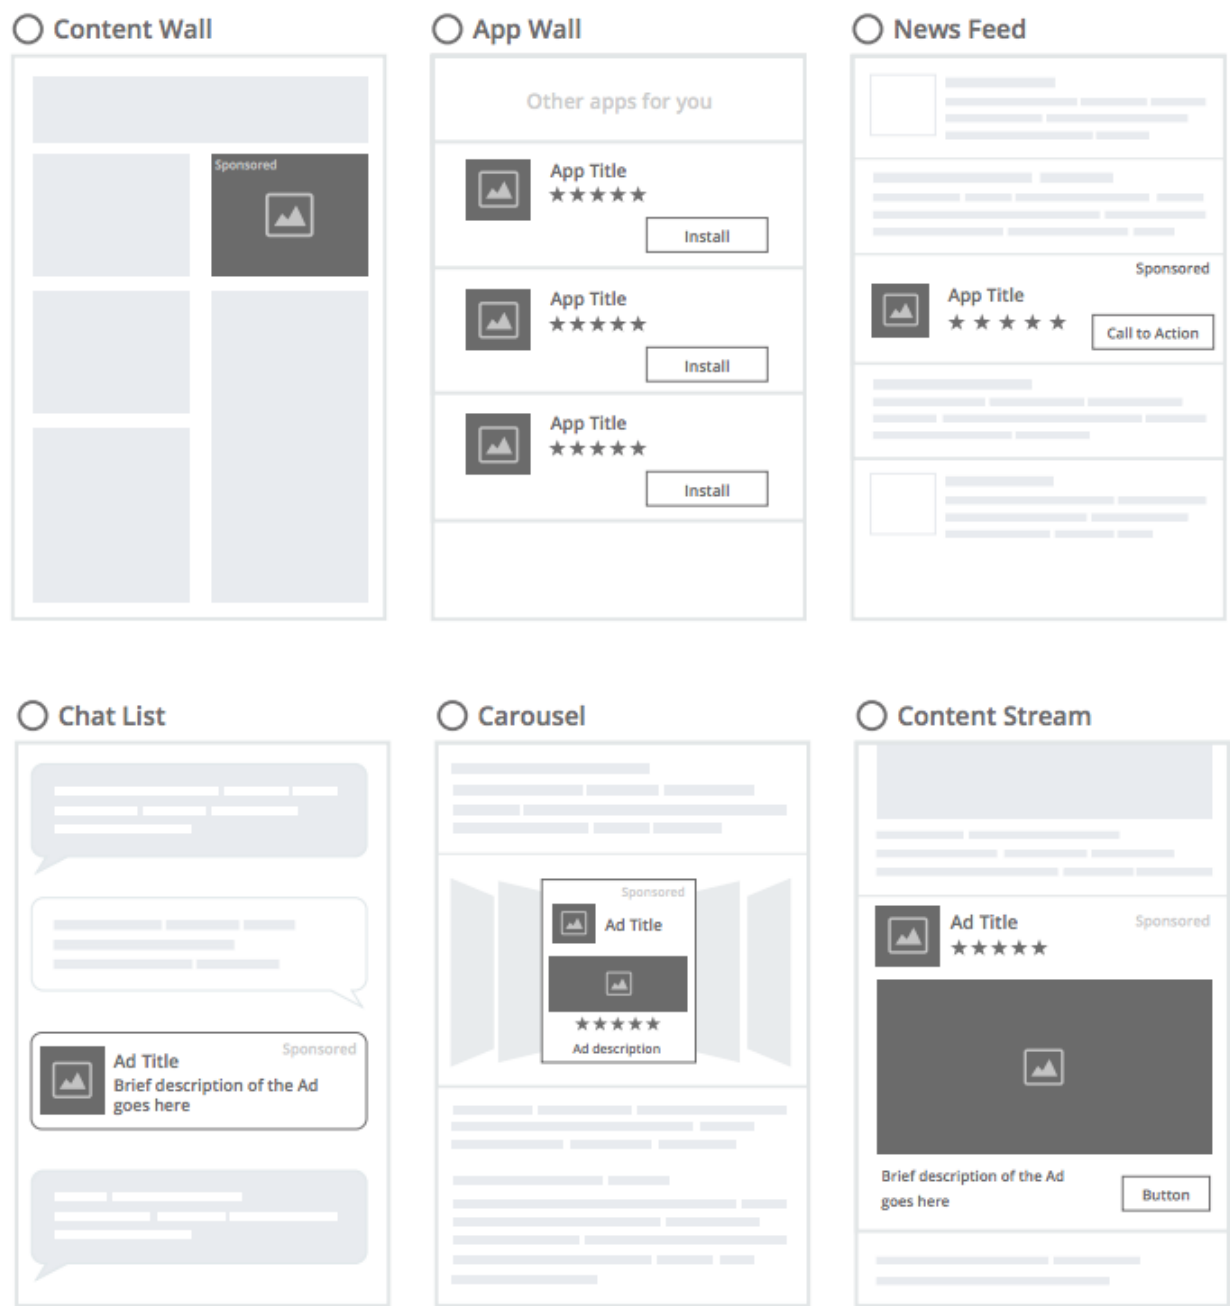 Content Wall
Sponsored
App Wall
Other apps for you
App Title
Install
App Title
Install
App Title
Install
News Feed
Sponsored
App Title
Call to Action
Chat List
Sponsored
Ad Title
Brief description of the Ad
goes here
Carousel
Sponsored
Ad Title
Ad description
Content Stream
Ad Title
Sponsored
Brief description of the Ad
goes here
Button